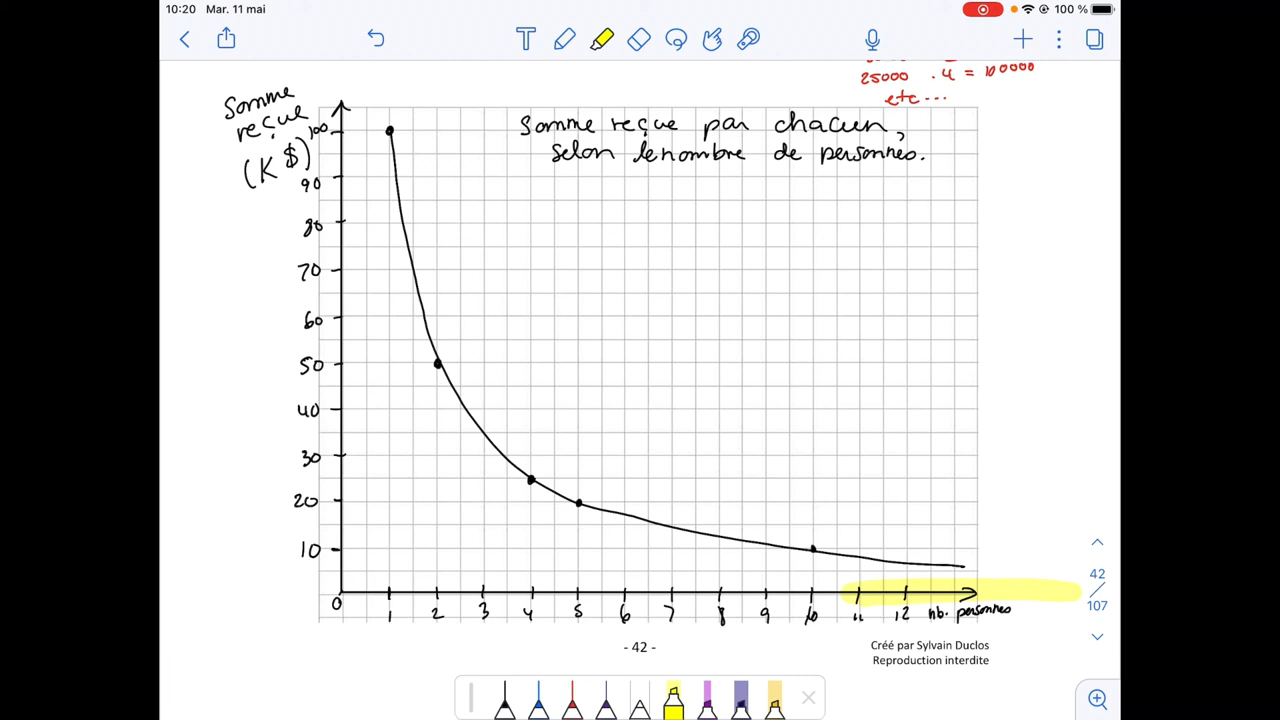 10:20 Mar. 11 mai
100 %
T
25000 . 4 = 100000
etc ...
Somme
reçue
(K $)
Somme reçue par chacun,
selon le nombre de personnes.
100
90
80
70
60
50
40
30
20
10
0 1 2 3 4 5 6 7 8 9 10 11 12 nb. personnes
42
107
- 42 -
Créé par Sylvain Duclos
Reproduction interdite